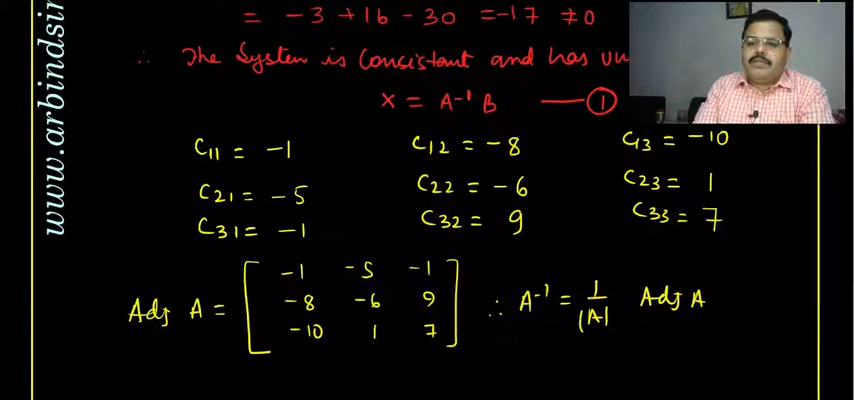 = -3 + 16 - 30 = -17 ≠ 0
∴ The System is Consistant and has
X = A⁻¹ B —— ①
C11 = -1 C12 = -8 C13 = -10
C21 = -5 C22 = -6 C23 = 1
C31 = -1 C32 = 9 C33 = 7
-1 -5 -1
Adj A = [ -8 -6 9 ] ∴ A⁻¹ = 1/|A| Adj A
-10 1 7
www.arbindsin